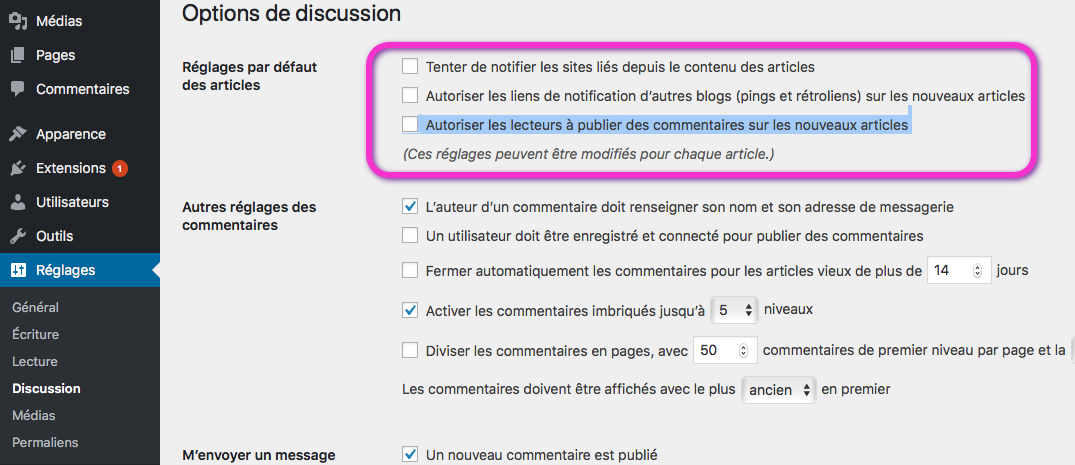 Options de discussion
Médias
Pages
Commentaires
Apparence
Extensions 1
Utilisateurs
Outils
Réglages
Général
Écriture
Lecture
Discussion
Médias
Permaliens
Réglages par défaut
des articles
Tenter de notifier les sites liés depuis le contenu des articles
Autoriser les liens de notification d’autres blogs (pings et rétroliens) sur les nouveaux articles
Autoriser les lecteurs à publier des commentaires sur les nouveaux articles
(Ces réglages peuvent être modifiés pour chaque article.)
Autres réglages des
commentaires
L’auteur d’un commentaire doit renseigner son nom et son adresse de messagerie
Un utilisateur doit être enregistré et connecté pour publier des commentaires
Fermer automatiquement les commentaires pour les articles vieux de plus de 14 jours
Activer les commentaires imbriqués jusqu’à 5 niveaux
Diviser les commentaires en pages, avec 50 commentaires de premier niveau par page et la
Les commentaires doivent être affichés avec le plus ancien en premier
M’envoyer un message
Un nouveau commentaire est publié